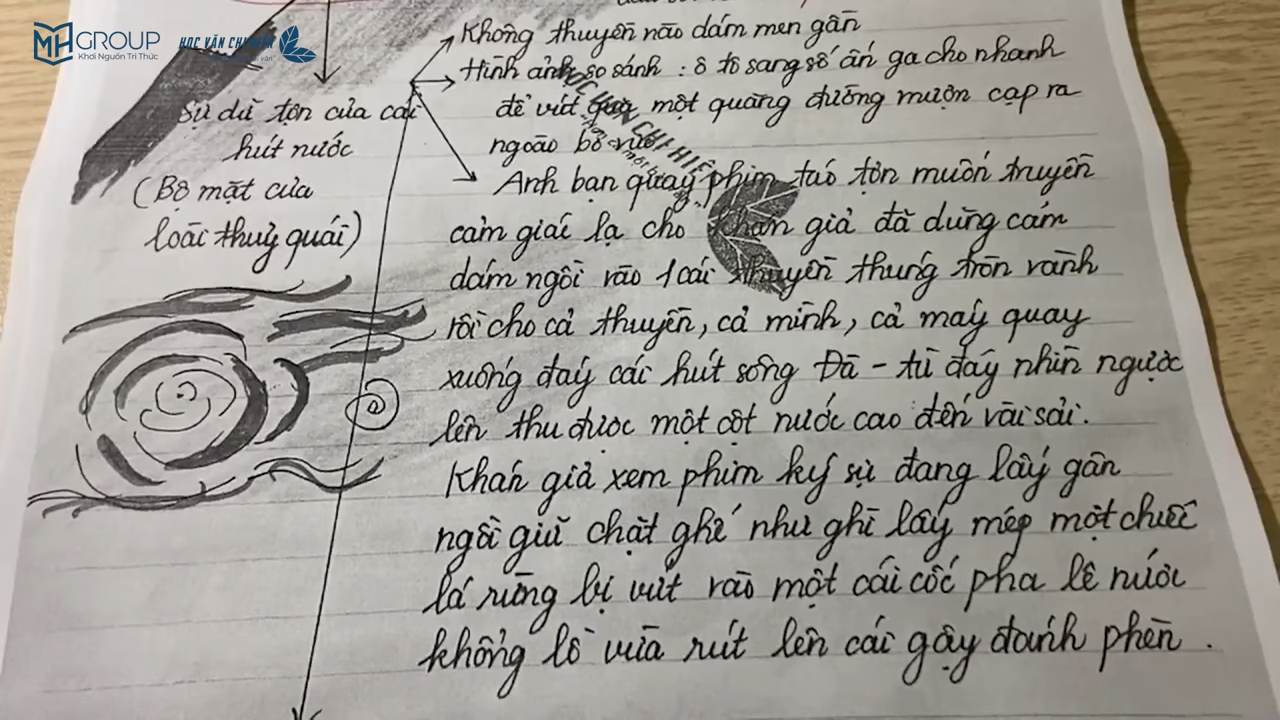 MH GROUP
Khơi Nguồn Tri Thức
HỌC VĂN CHỊ HIÊN
Không thuyền nào dám men gần
Hình ảnh so sánh : ô tô sang số ấn ga cho nhanh
để vút qua một quãng đường mượn cạp ra
ngoào bờ vực
Sự dữ tợn của cái
hút nước
(Bộ mặt của
loài thuỷ quái)
Anh bạn quay phim táo tợn muốn truyền
cảm giác lạ cho khán giả đã dũng cảm
dám ngồi vào 1 cái thuyền thúng tròn vành
rồi cho cả thuyền, cả mình, cả máy quay
xuống đáy cái hút sông Đà - từ đáy nhìn ngược
lên thu được một cột nước cao đến vài sải.
Khán giả xem phim ký sự đang lấy gân
ngồi giữ chặt ghế như ghì lấy mép một chiếc
lá rừng bị vứt vào một cái cốc pha lê nước
khổng lồ vừa rút lên cái gậy đánh phèn .